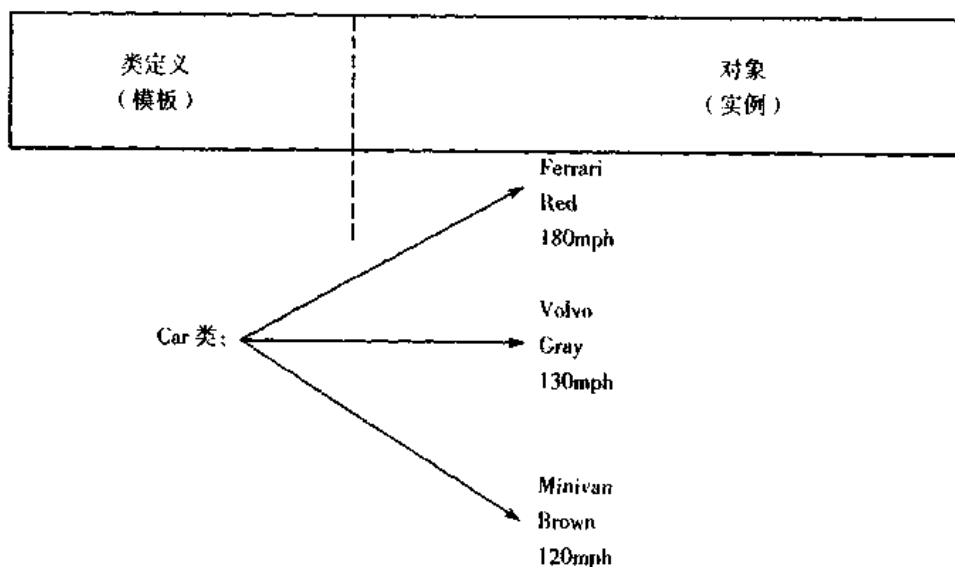 类定义
（模板）
对象
（实例）
Ferrari
Red
180mph
Car 类：
Volvo
Gray
130mph
Minivan
Brown
120mph